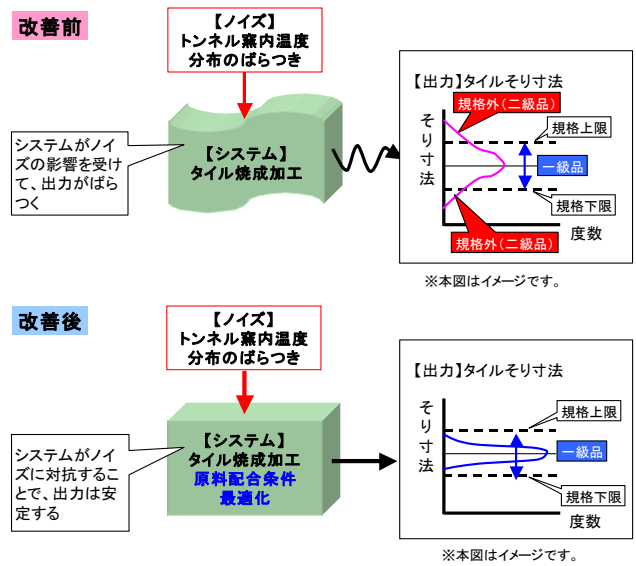 改善前
【ノイズ】
トンネル窯内温度
分布のばらつき
システムがノイ
ズの影響を受け
て、出力がばら
つく
【システム】
タイル焼成加工
【出力】タイルそり寸法
そり寸法
規格外(二級品)
規格上限
一級品
規格下限
規格外(二級品)
度数
※本図はイメージです。
改善後
【ノイズ】
トンネル窯内温度
分布のばらつき
システムがノイ
ズに対抗するこ
とで、出力は安
定する
【システム】
タイル焼成加工
原料配合条件
最適化
【出力】タイルそり寸法
そり寸法
規格上限
一級品
規格下限
度数
※本図はイメージです。